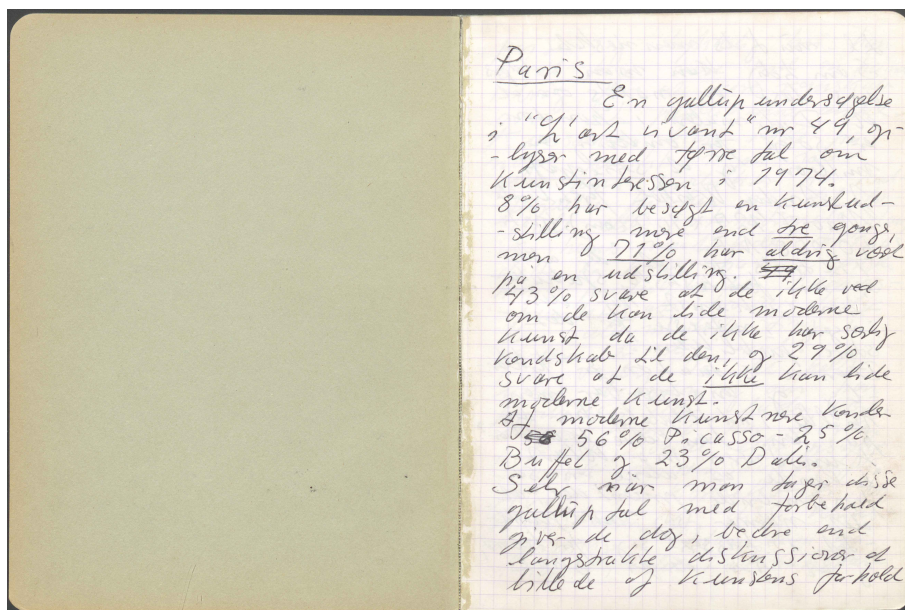 Paris
En gallupundersøgelse
i "L'art vivant" nr 49, op-
-lyser med tørre tal om
Kunstinteressen i 1974.
8% har besøgt en Kunstud-
-stilling mere end tre gange,
men 71% har aldrig været
på en udstilling.
43% svare at de ikke ved
om de kan lide moderne
Kunst da de ikke har særlig
kendskab til den, og 29%
svare at de ikke kan lide
moderne Kunst.
Af moderne Kunstnere kender
56% Picasso - 25%
Buffet og 23% Dali.
Selv når man tager disse
gallup tal med forbehold
giver de dog, bedre end
langstrakte diskussioner et
billede af Kunstens forhold